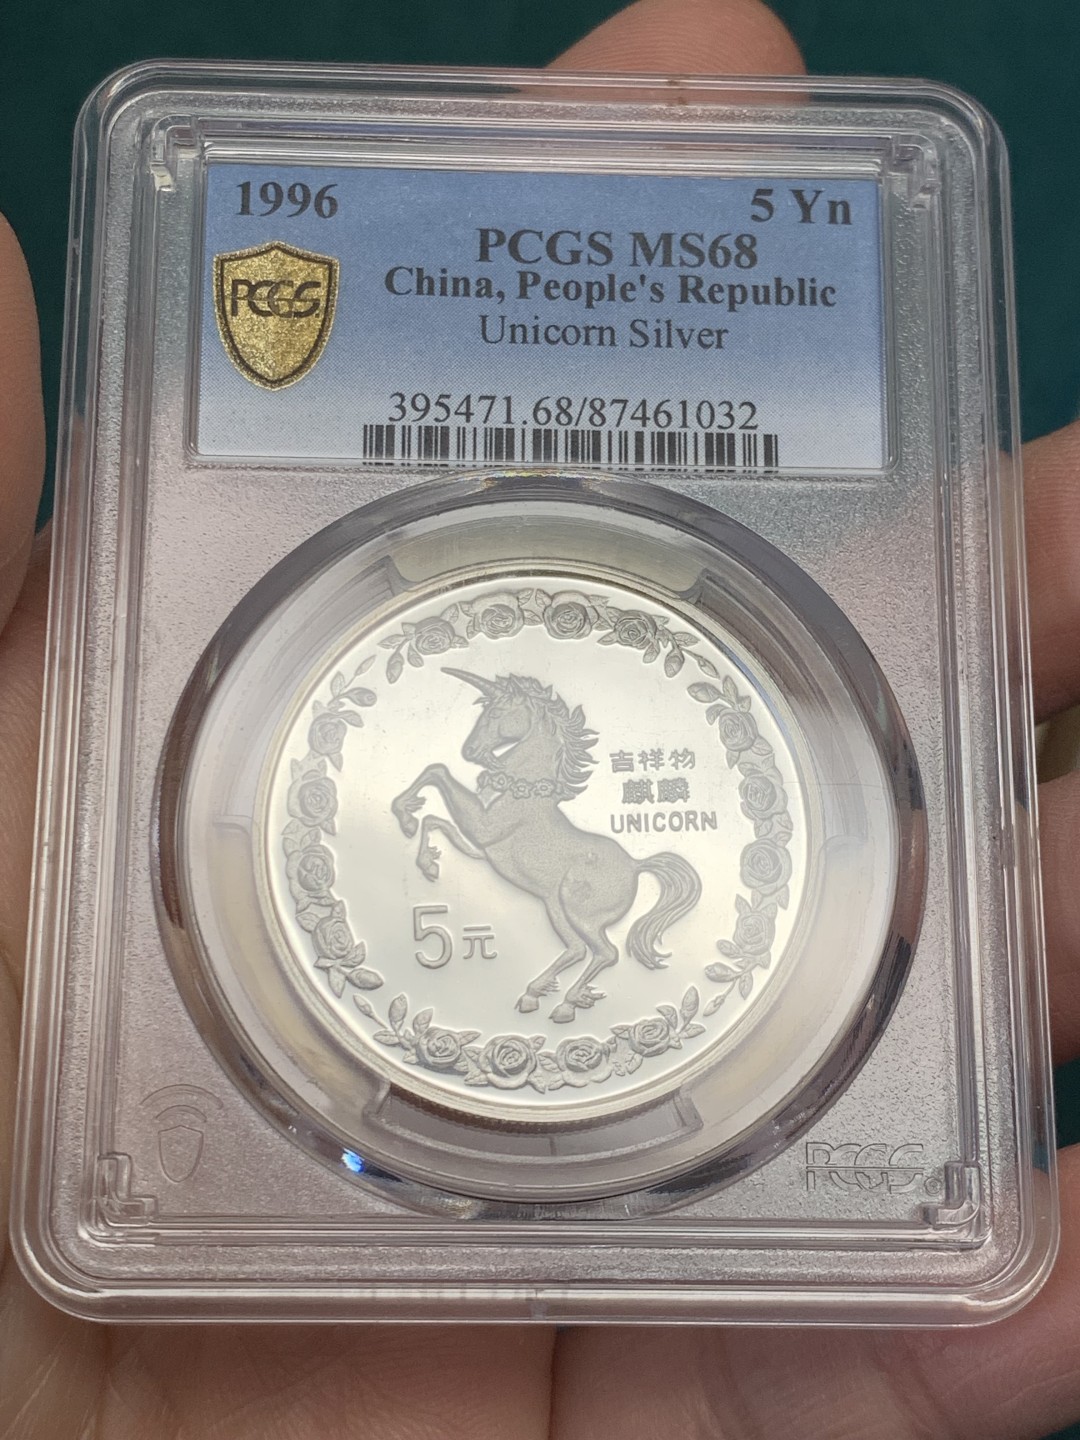 1996
5 Yn
PCGS MS68
China, People's Republic
Unicorn Silver
PCGS
395471.68/87461032
吉祥物
麒麟
UNICORN
5元
PCGS